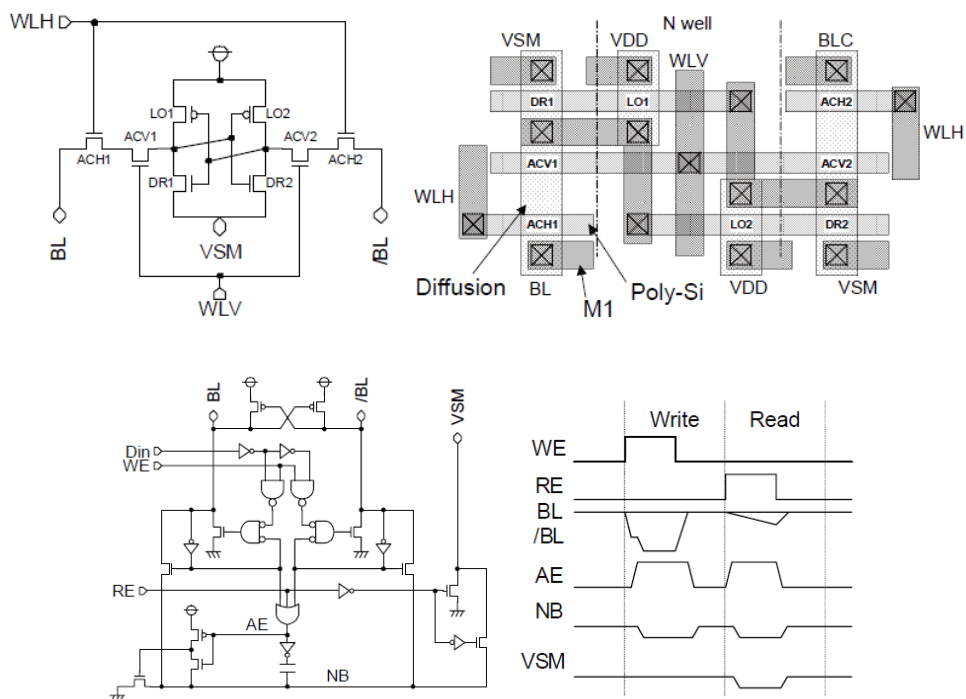 WLH
LO1
LO2
ACV1
ACV2
ACH1
ACH2
DR1
DR2
BL
VSM
/BL
WLV
N well
VSM
VDD
BLC
WLV
DR1
LO1
ACH2
WLH
ACV1
ACV2
WLH
ACH1
LO2
DR2
Diffusion
BL
M1
Poly-Si
VDD
VSM
BL
/BL
VSM
Din
WE
RE
AE
NB
Write
Read
WE
RE
BL
/BL
AE
NB
VSM